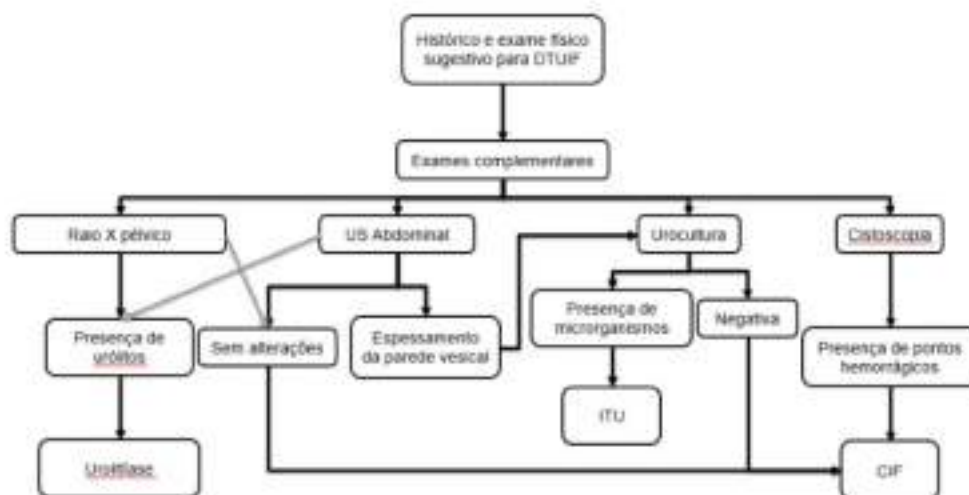 Histórico e exame físico
sugestivo para DTUIF
Exames complementares
Raio X pélvico
US Abdominal
Urocultura
Cistoscopia
Presença de
urólitos
Sem alterações
Espessamento
da parede vesical
Presença de
microrganismos
Negativa
Presença de pontos
hemorrágicos
ITU
Urolitíase
CIF